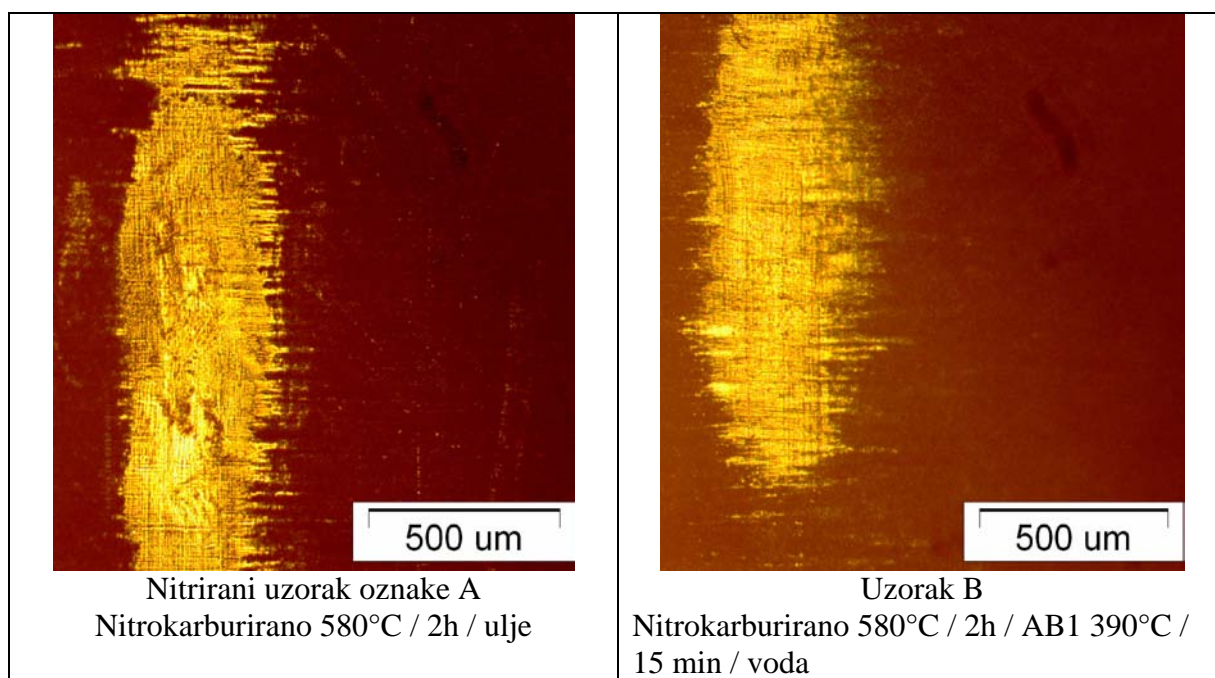 500 um
500 um
Nitrirani uzorak oznake A
Nitrokarburirano 580°C / 2h / ulje
Uzorak B
Nitrokarburirano 580°C / 2h / AB1 390°C /
15 min / voda